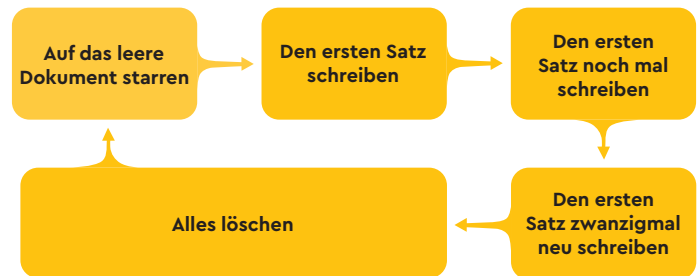 Auf das leere
Dokument starren
Den ersten Satz
schreiben
Den ersten
Satz noch mal
schreiben
Den ersten
Satz zwanzigmal
neu schreiben
Alles löschen